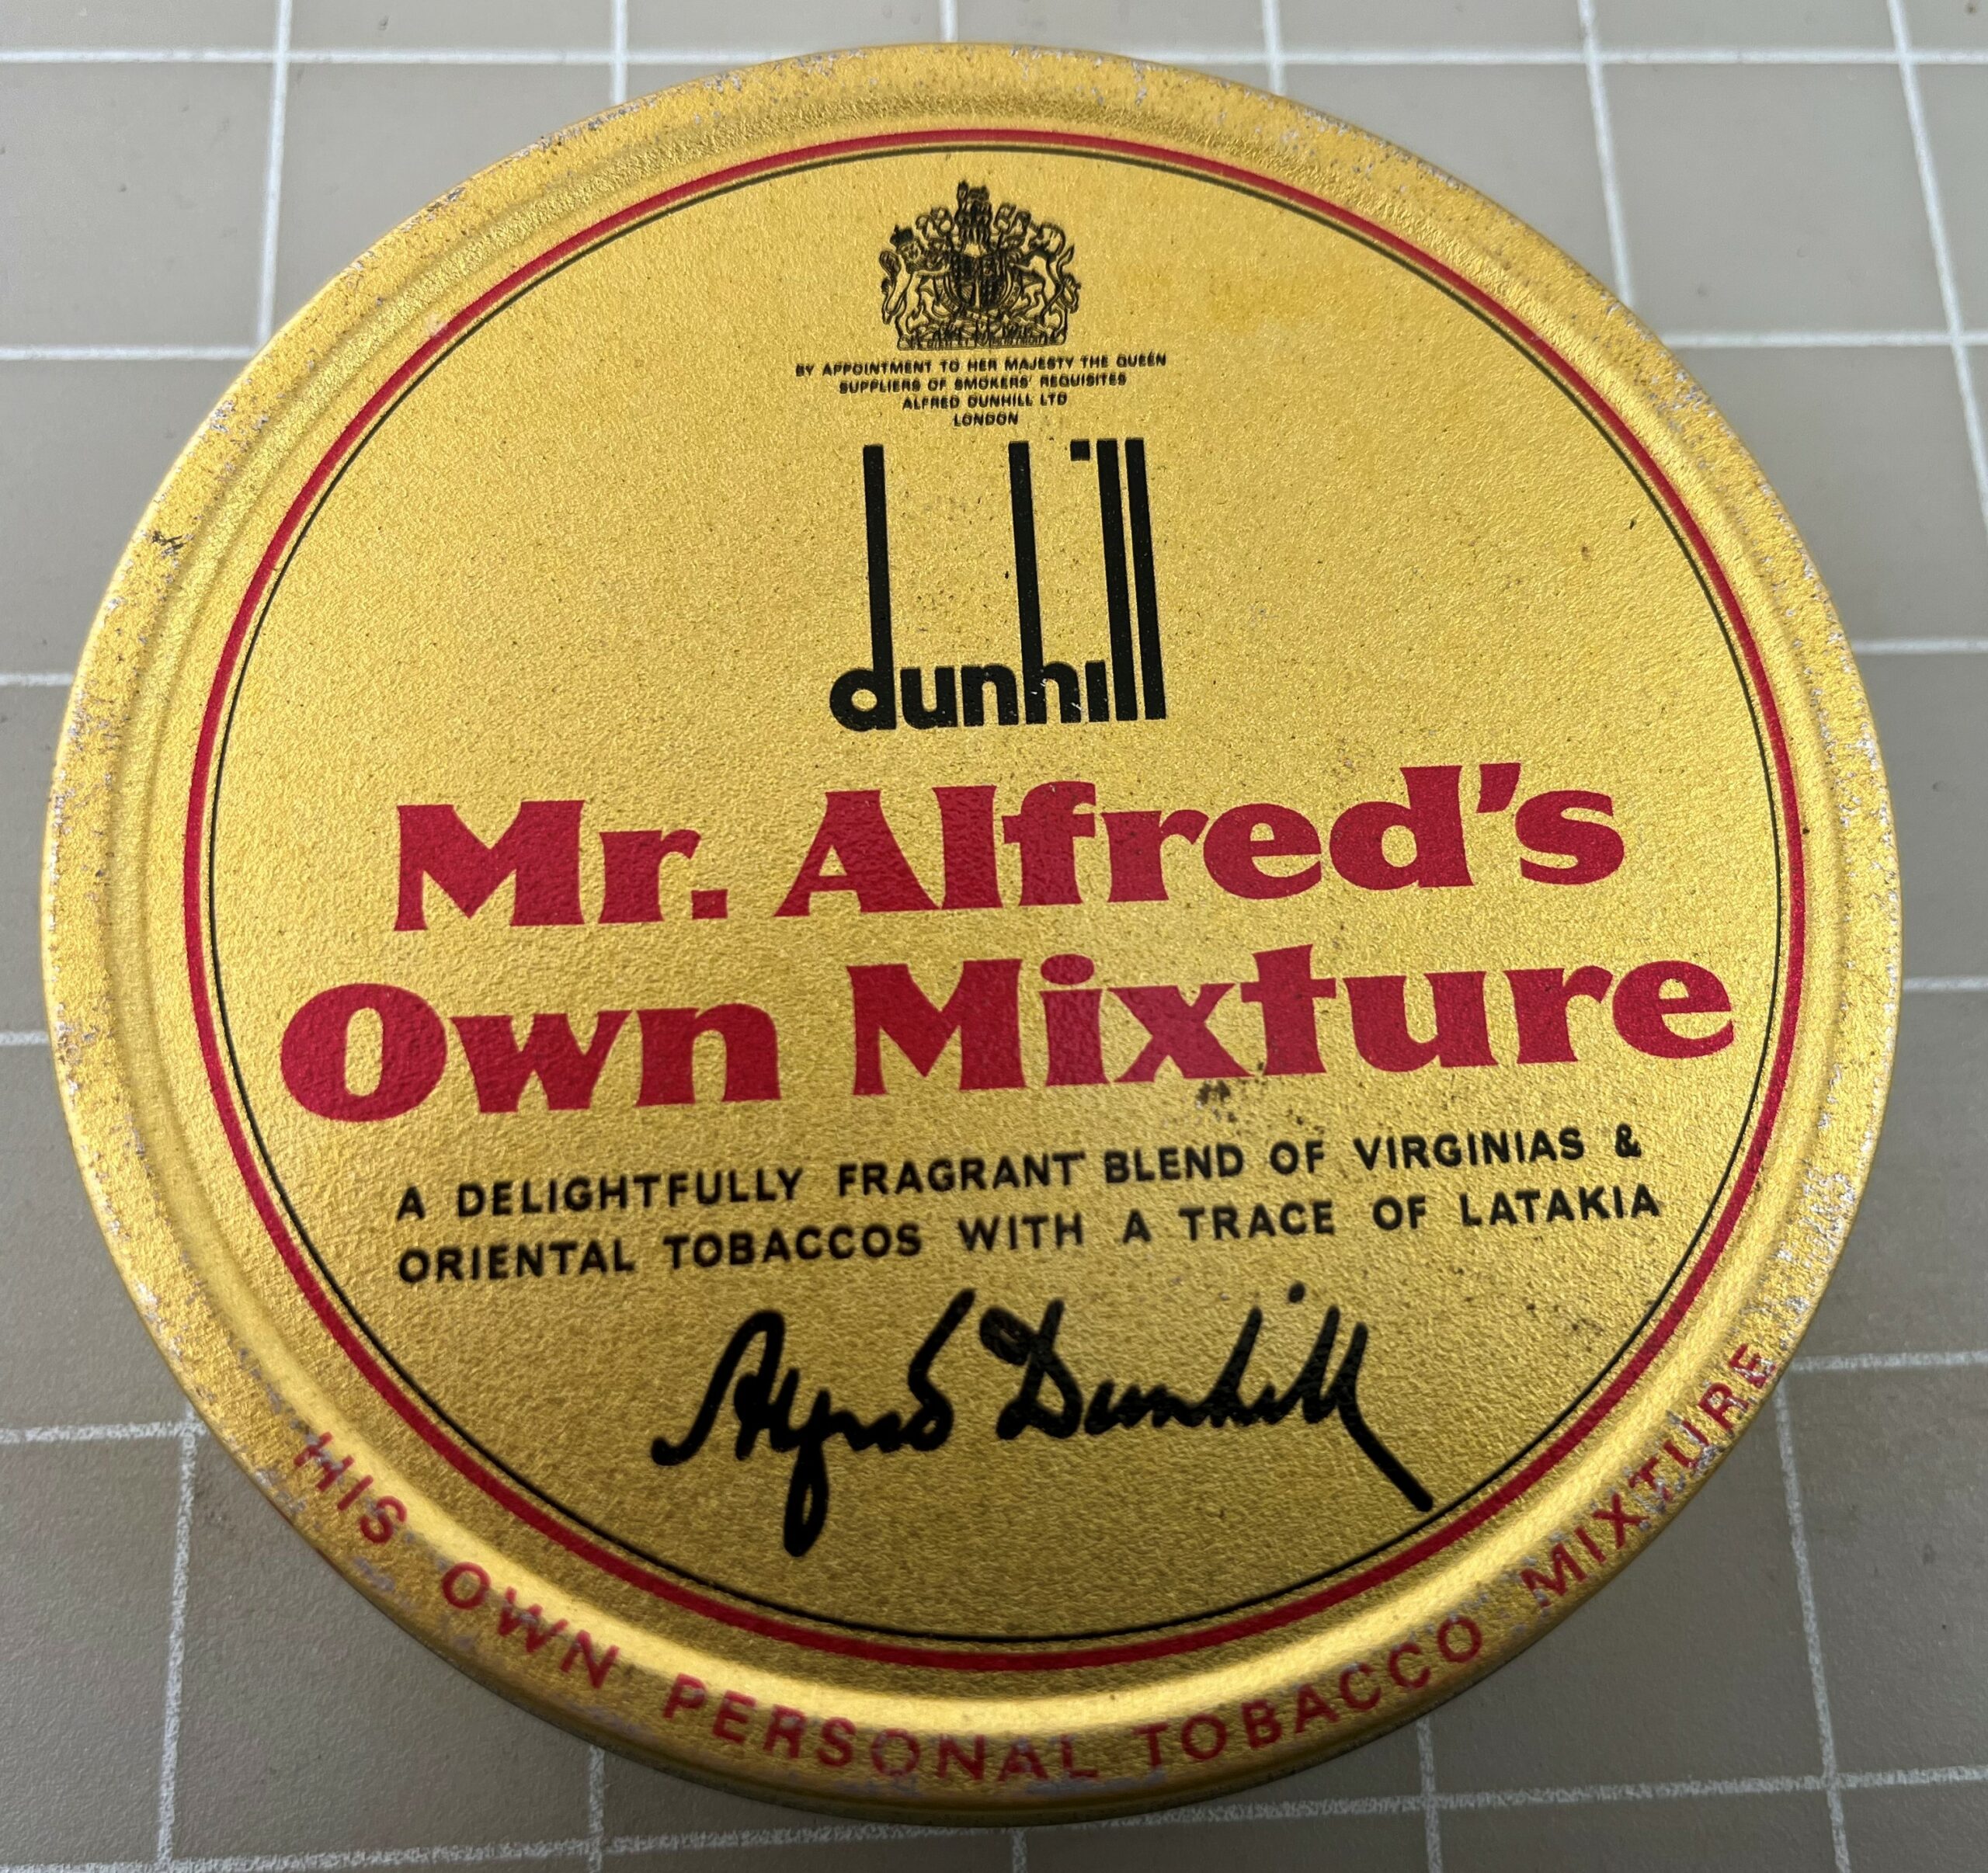 BY APPOINTMENT TO HER MAJESTY THE QUEEN
SUPPLIERS OF SMOKERS' REQUISITES
ALFRED DUNHILL LTD
LONDON
dunhill
Mr. Alfred's
Own Mixture
A DELIGHTFULLY FRAGRANT BLEND OF VIRGINIAS &
ORIENTAL TOBACCOS WITH A TRACE OF LATAKIA
Alfred Dunhill
HIS OWN PERSONAL TOBACCO MIXTURE